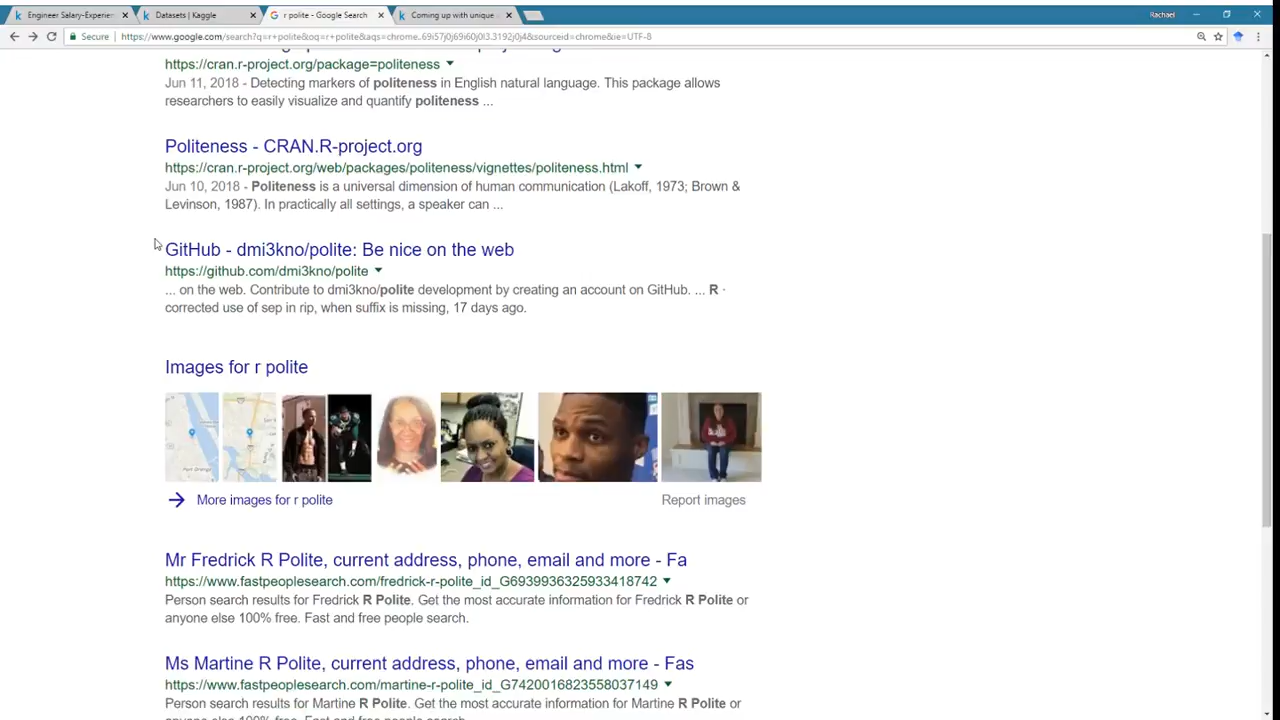 Engineer Salary-Experien
Datasets | Kaggle
r polite - Google Search
Coming up with unique
Rachael
Secure
https://www.google.com/search?q=r+polite&oq=r+polite&aqs=chrome..69i57j0j69i60j0l3.3192j0j4&sourceid=chrome&ie=UTF-8
https://cran.r-project.org/package=politeness
Jun 11, 2018 - Detecting markers of politeness in English natural language. This package allows
researchers to easily visualize and quantify politeness ...
Politeness - CRAN.R-project.org
https://cran.r-project.org/web/packages/politeness/vignettes/politeness.html
Jun 10, 2018 - Politeness is a universal dimension of human communication (Lakoff, 1973; Brown &
Levinson, 1987). In practically all settings, a speaker can ...
GitHub - dmi3kno/polite: Be nice on the web
https://github.com/dmi3kno/polite
... on the web. Contribute to dmi3kno/polite development by creating an account on GitHub. ... R ·
corrected use of sep in rip, when suffix is missing, 17 days ago.
Images for r polite
More images for r polite
Report images
Mr Fredrick R Polite, current address, phone, email and more - Fa
https://www.fastpeoplesearch.com/fredrick-r-polite_id_G6939936325933418742
Person search results for Fredrick R Polite. Get the most accurate information for Fredrick R Polite or
anyone else 100% free. Fast and free people search.
Ms Martine R Polite, current address, phone, email and more - Fas
https://www.fastpeoplesearch.com/martine-r-polite_id_G7420016823558037149
Person search results for Martine R Polite. Get the most accurate information for Martine R Polite or
anyone else 100% free. Fast and free people search.